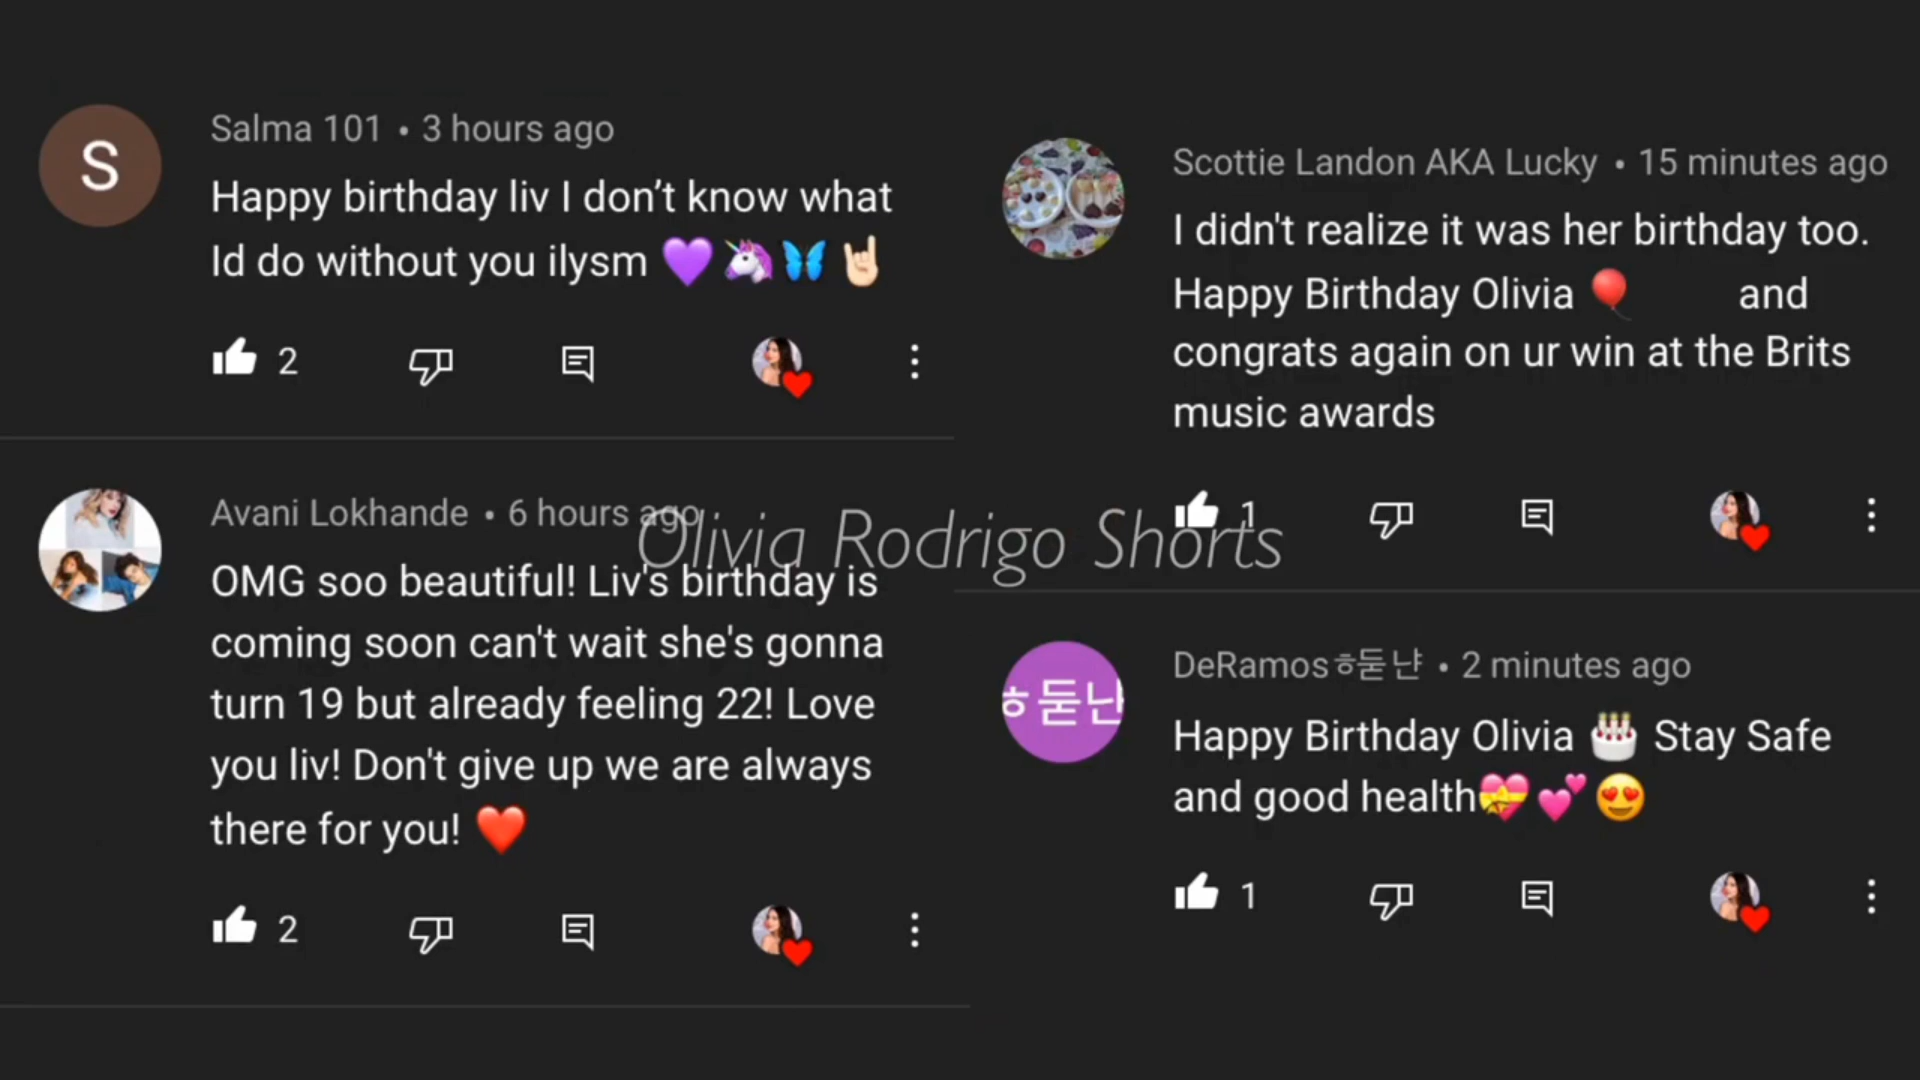 S
Salma 101 • 3 hours ago
Happy birthday liv I don’t know what
Id do without you ilysm 💜🦄🦋🤘🏻
2
Avani Lokhande • 6 hours ago
OMG soo beautiful! Liv's birthday is
coming soon can't wait she's gonna
turn 19 but already feeling 22! Love
you liv! Don't give up we are always
there for you! ❤️
2
Olivia Rodrigo Shorts
Scottie Landon AKA Lucky • 15 minutes ago
I didn't realize it was her birthday too.
Happy Birthday Olivia 🎈 and
congrats again on ur win at the Brits
music awards
1
ㅎ둗냔
DeRamosㅎ둗냔 • 2 minutes ago
Happy Birthday Olivia 🎂 Stay Safe
and good health💝💕😍
1